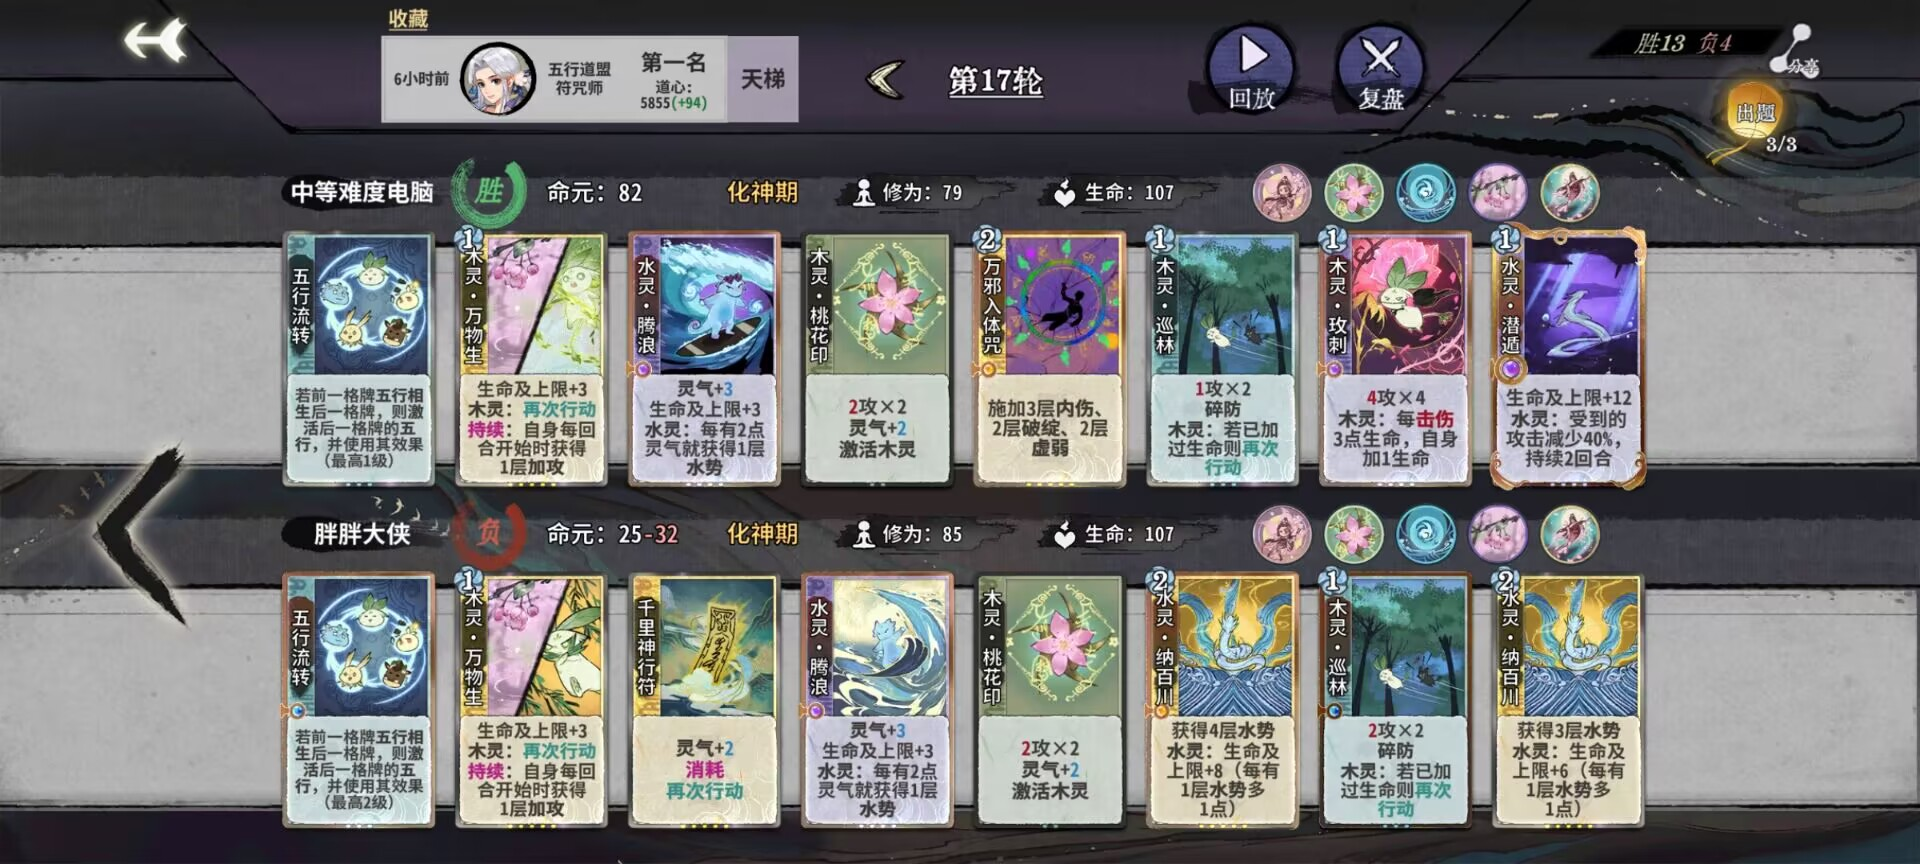 收藏
6小时前
五行道盟
符咒师
第一名
道心:
5855(+94)
天梯
第17轮
回放
复盘
胜13 负4
分享
出题
3/3
中等难度电脑
胜
命元：82
化神期
修为：79
生命：107
五行流转
若前一格牌五行相
生后一格牌，则激
活后一格牌的五
行，并使用其效果
（最高1级）
1
木灵·万物生
生命及上限+3
木灵：再次行动
持续：自身每回
合开始时获得
1层加攻
水灵·腾浪
灵气+3
生命及上限+3
水灵：每有2点
灵气就获得1层
水势
木灵·桃花印
2攻×2
灵气+2
激活木灵
2
万邪入体咒
施加3层内伤、
2层破绽、2层
虚弱
1
木灵·巡林
1攻×2
碎防
木灵：若已加
过生命则再次
行动
1
木灵·玫刺
4攻×4
木灵：每击伤
3点生命，自身
加1生命
1
水灵·潜遁
生命及上限+12
水灵：受到的
攻击减少40%，
持续2回合
胖胖大侠
负
命元：25-32
化神期
修为：85
生命：107
五行流转
若前一格牌五行相
生后一格牌，则激
活后一格牌的五
行，并使用其效果
（最高2级）
1
木灵·万物生
生命及上限+3
木灵：再次行动
持续：自身每回
合开始时获得
1层加攻
千里神行符
灵气+2
消耗
再次行动
水灵·腾浪
灵气+3
生命及上限+3
水灵：每有2点
灵气就获得1层
水势
木灵·桃花印
2攻×2
灵气+2
激活木灵
2
水灵·纳百川
获得4层水势
水灵：生命及
上限+8（每有
1层水势多
1点）
1
木灵·巡林
2攻×2
碎防
木灵：若已加
过生命则再次
行动
2
水灵·纳百川
获得3层水势
水灵：生命及
上限+6（每有
1层水势多
1点）